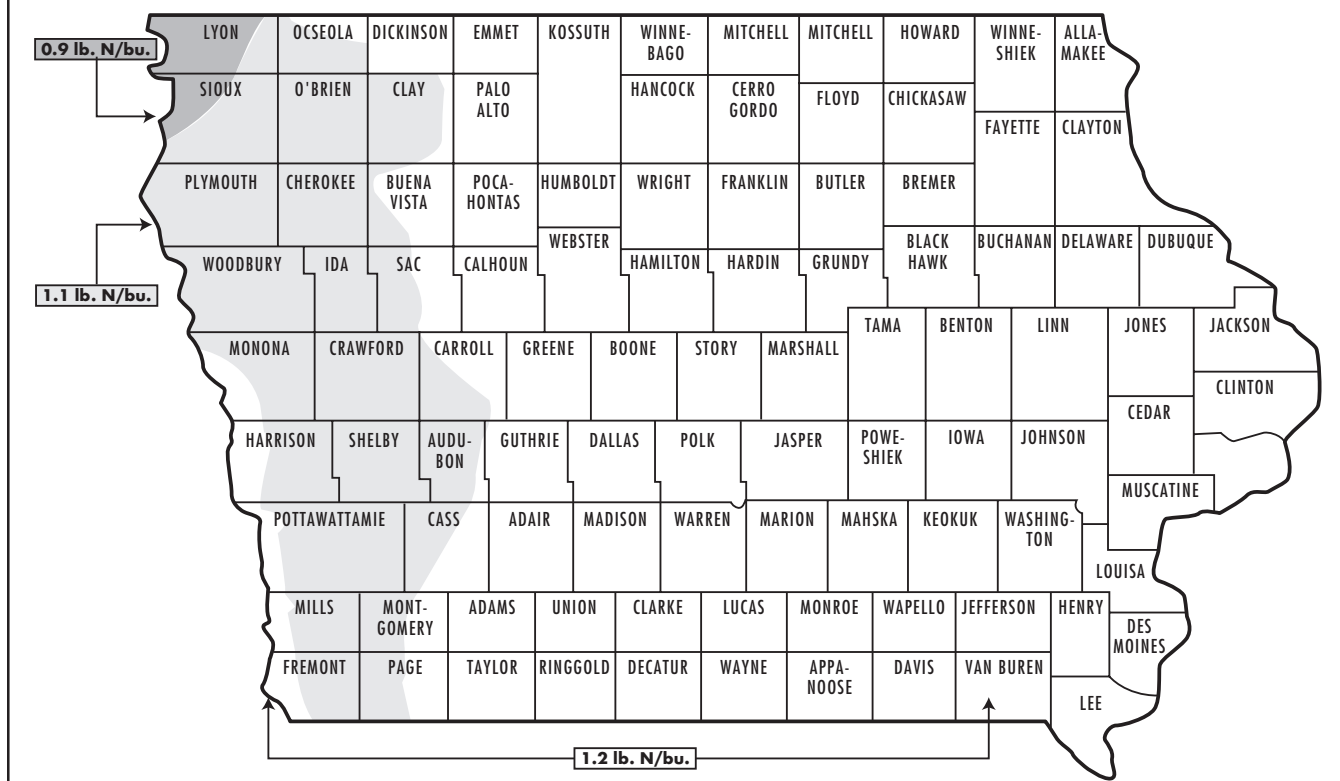 LYON
OCSEOLA
DICKINSON
EMMET
KOSSUTH
WINNE-
BAGO
MITCHELL
MITCHELL
HOWARD
WINNE-
SHIEK
ALLA-
MAKEE
0.9 lb. N/bu.
SIOUX
O'BRIEN
CLAY
PALO
ALTO
HANCOCK
CERRO
GORDO
FLOYD
CHICKASAW
FAYETTE
CLAYTON
PLYMOUTH
CHEROKEE
BUENA
VISTA
POCA-
HONTAS
HUMBOLDT
WRIGHT
FRANKLIN
BUTLER
BREMER
WEBSTER
BLACK
HAWK
BUCHANAN
DELAWARE
DUBUQUE
WOODBURY
IDA
SAC
CALHOUN
HAMILTON
HARDIN
GRUNDY
1.1 lb. N/bu.
TAMA
BENTON
LINN
JONES
JACKSON
MONONA
CRAWFORD
CARROLL
GREENE
BOONE
STORY
MARSHALL
CLINTON
CEDAR
HARRISON
SHELBY
AUDU-
BON
GUTHRIE
DALLAS
POLK
JASPER
POWE-
SHIEK
IOWA
JOHNSON
MUSCATINE
POTTAWATTAMIE
CASS
ADAIR
MADISON
WARREN
MARION
MAHSKA
KEOKUK
WASHING-
TON
LOUISA
MILLS
MONT-
GOMERY
ADAMS
UNION
CLARKE
LUCAS
MONROE
WAPELLO
JEFFERSON
HENRY
DES
MOINES
FREMONT
PAGE
TAYLOR
RINGGOLD
DECATUR
WAYNE
APPA-
NOOSE
DAVIS
VAN BUREN
LEE
1.2 lb. N/bu.